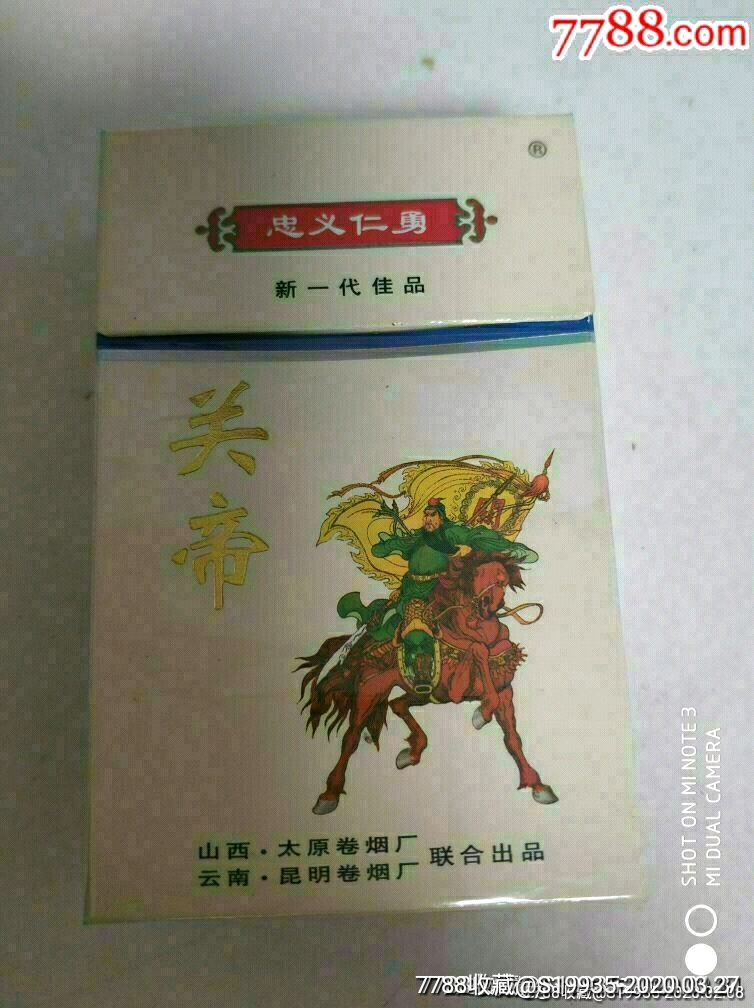 7788.com
®
忠义仁勇
新一代佳品
关帝
關
山西·太原卷烟厂
云南·昆明卷烟厂
联合出品
SHOT ON MI NOTE 3
MI DUAL CAMERA
7788收藏@S19935-2020.03.27.